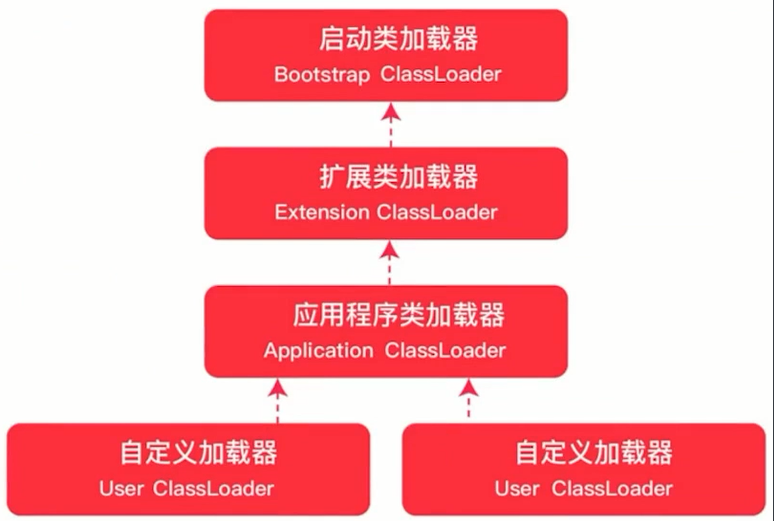 启动类加载器
Bootstrap ClassLoader
扩展类加载器
Extension ClassLoader
应用程序类加载器
Application ClassLoader
自定义加载器
User ClassLoader
自定义加载器
User ClassLoader